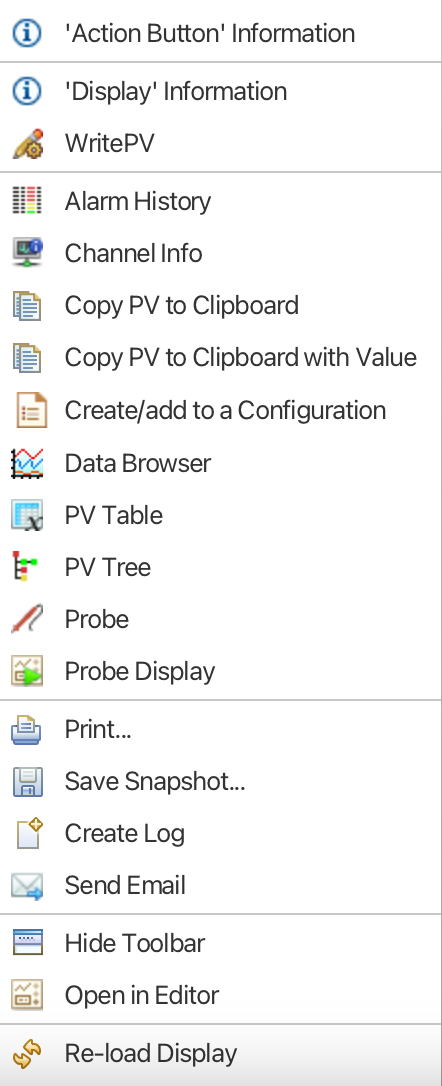 'Action Button' Information
'Display' Information
WritePV
Alarm History
Channel Info
Copy PV to Clipboard
Copy PV to Clipboard with Value
Create/add to a Configuration
Data Browser
PV Table
PV Tree
Probe
Probe Display
Print...
Save Snapshot...
Create Log
Send Email
Hide Toolbar
Open in Editor
Re-load Display